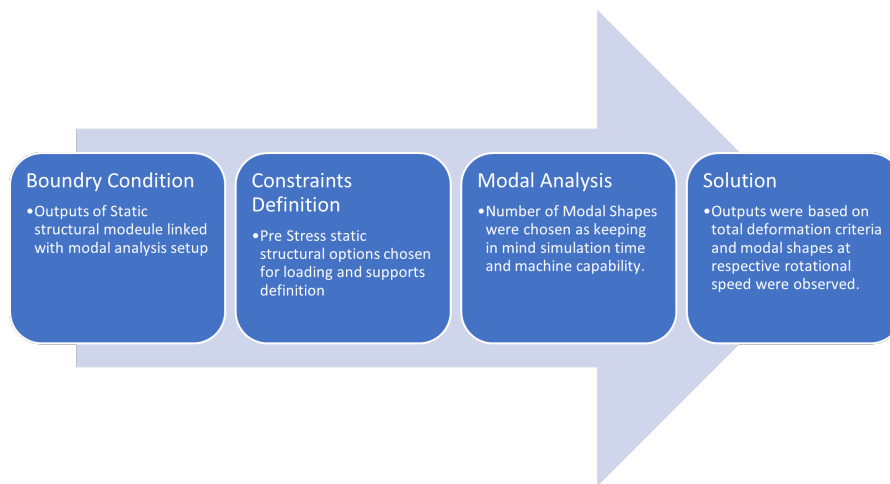 Boundry Condition
•Outputs of Static
structural modeule linked
with modal analysis setup
Constraints
Definition
•Pre Stress static
structural options chosen
for loading and supports
definition
Modal Analysis
•Number of Modal Shapes
were chosen as keeping
in mind simulation time
and machine capability.
Solution
•Outputs were based on
total deformation criteria
and modal shapes at
respective rotational
speed were observed.